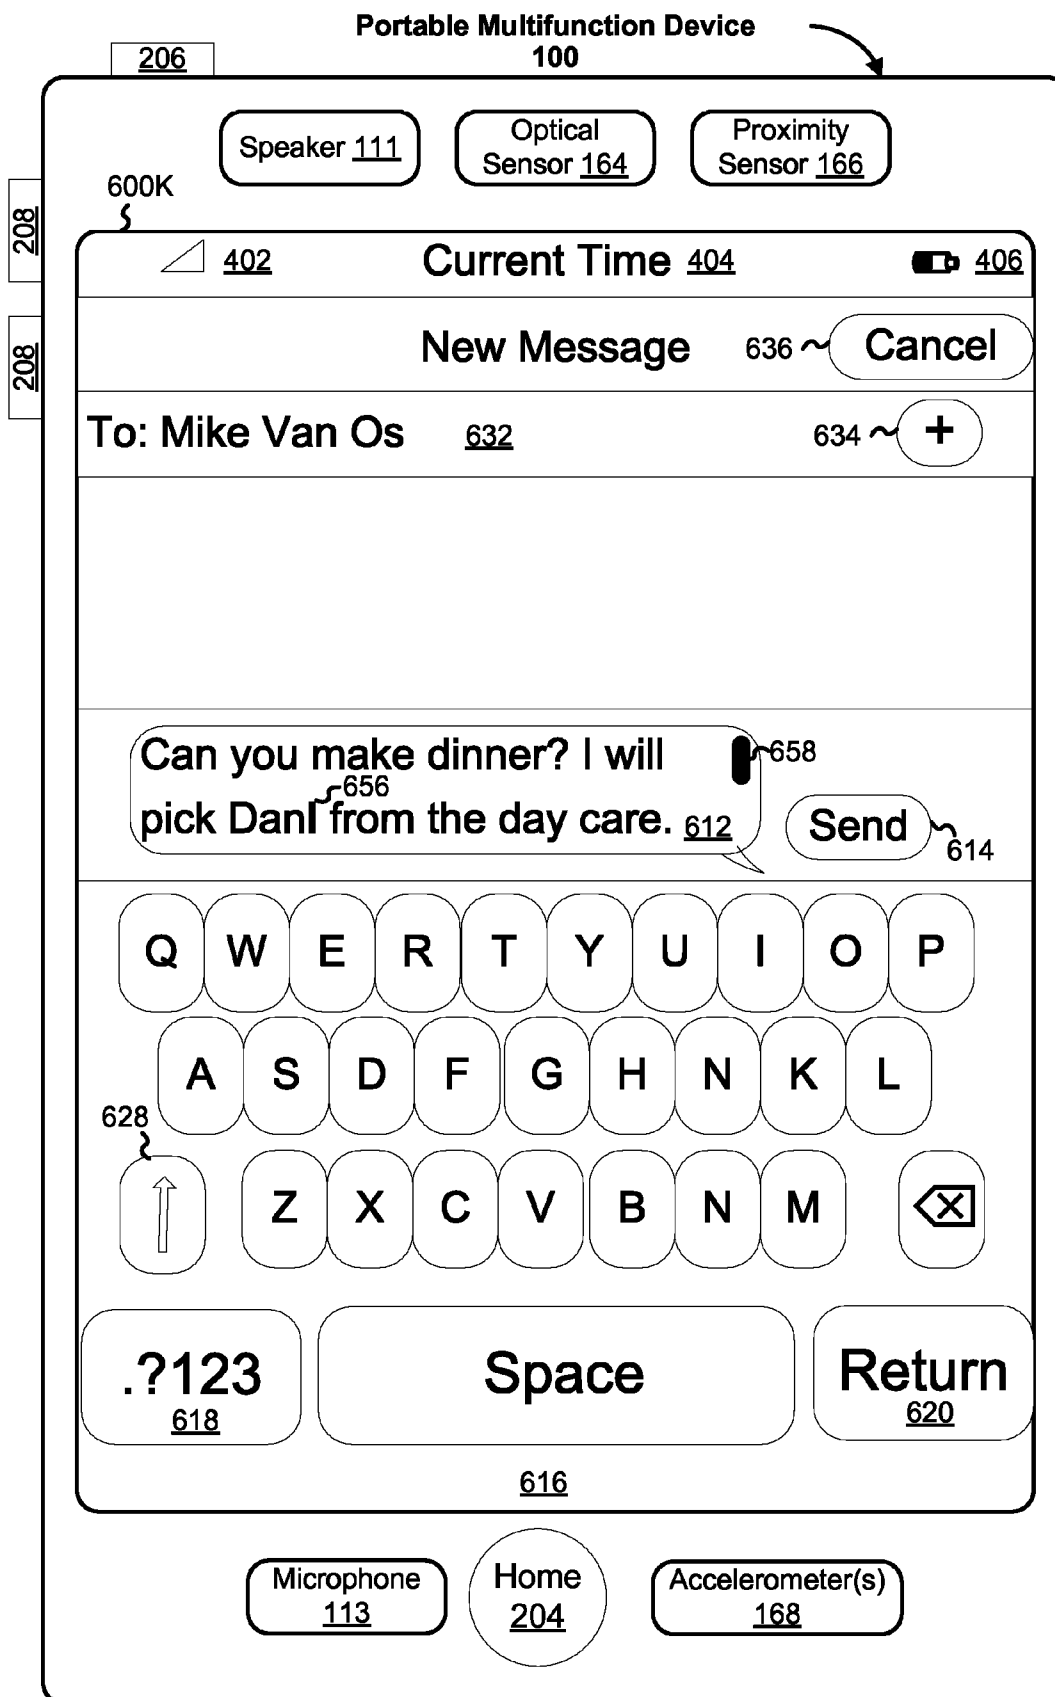 Portable Multifunction Device
100
206
Speaker 111
Optical
Sensor 164
Proximity
Sensor 166
600K
208
208
402 Current Time 404 406
New Message 636 Cancel
To: Mike Van Os 632 634 +
Can you make dinner? I will 658
656
pick Dan from the day care. 612
Send
614
Q W E R T Y U I O P
A S D F G H N K L
628
Z X C V B N M
.?123
618
Space
Return
620
616
Microphone
113
Home
204
Accelerometer(s)
168